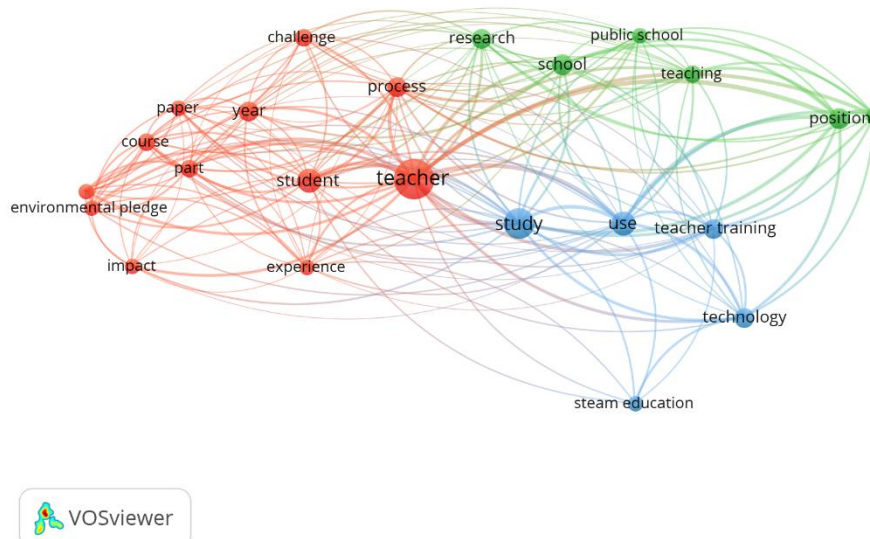 challenge
research
public school
school
teaching
process
paper
year
position
course
part
student
teacher
environmental pledge
study
use
teacher training
impact
experience
technology
steam education
VOSviewer